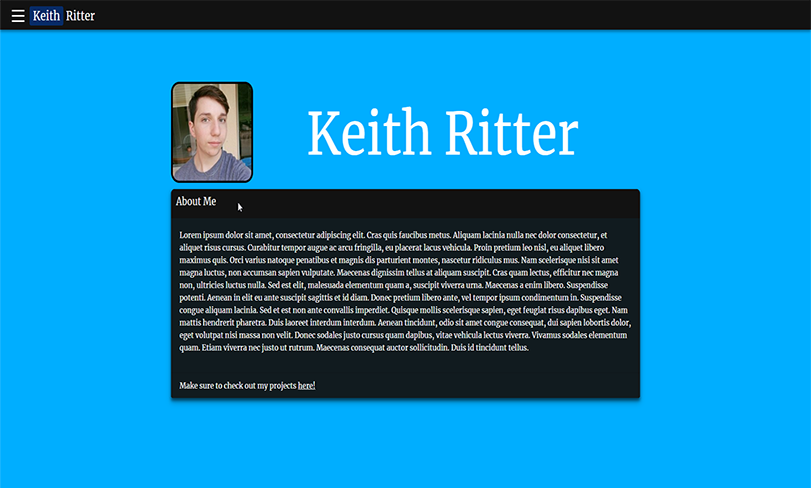 ☰ Keith Ritter
Keith Ritter
About Me
Lorem ipsum dolor sit amet, consectetur adipiscing elit. Cras quis faucibus metus. Aliquam lacinia nulla nec dolor consectetur, et
aliquet risus cursus. Curabitur tempor augue ac arcu fringilla, eu placerat lacus vehicula. Proin pretium leo nisl, eu aliquet libero
maximus quis. Orci varius natoque penatibus et magnis dis parturient montes, nascetur ridiculus mus. Nam scelerisque nisi sit amet
magna luctus, non accumsan sapien vulputate. Maecenas dignissim tellus at aliquam suscipit. Cras quam lectus, efficitur nec magna
non, ultricies luctus nulla. Sed est elit, malesuada elementum quam a, suscipit viverra urna. Maecenas a enim libero. Suspendisse
potenti. Aenean in elit eu ante suscipit sagittis et id diam. Donec pretium libero ante, vel tempor ipsum condimentum in. Suspendisse
congue aliquam lacinia. Sed et est non ante convallis imperdiet. Quisque mollis scelerisque sapien, eget feugiat risus dapibus eget. Nam
mattis hendrerit pharetra. Duis laoreet interdum interdum. Aenean tincidunt, odio sit amet congue consequat, dui sapien lobortis dolor,
eget volutpat nisi massa non velit. Donec sodales justo cursus quam dapibus, vitae vehicula lectus viverra. Vivamus sodales elementum
quam. Etiam viverra nec justo ut rutrum. Maecenas consequat auctor sollicitudin. Duis id tincidunt tellus.
Make sure to check out my projects here!